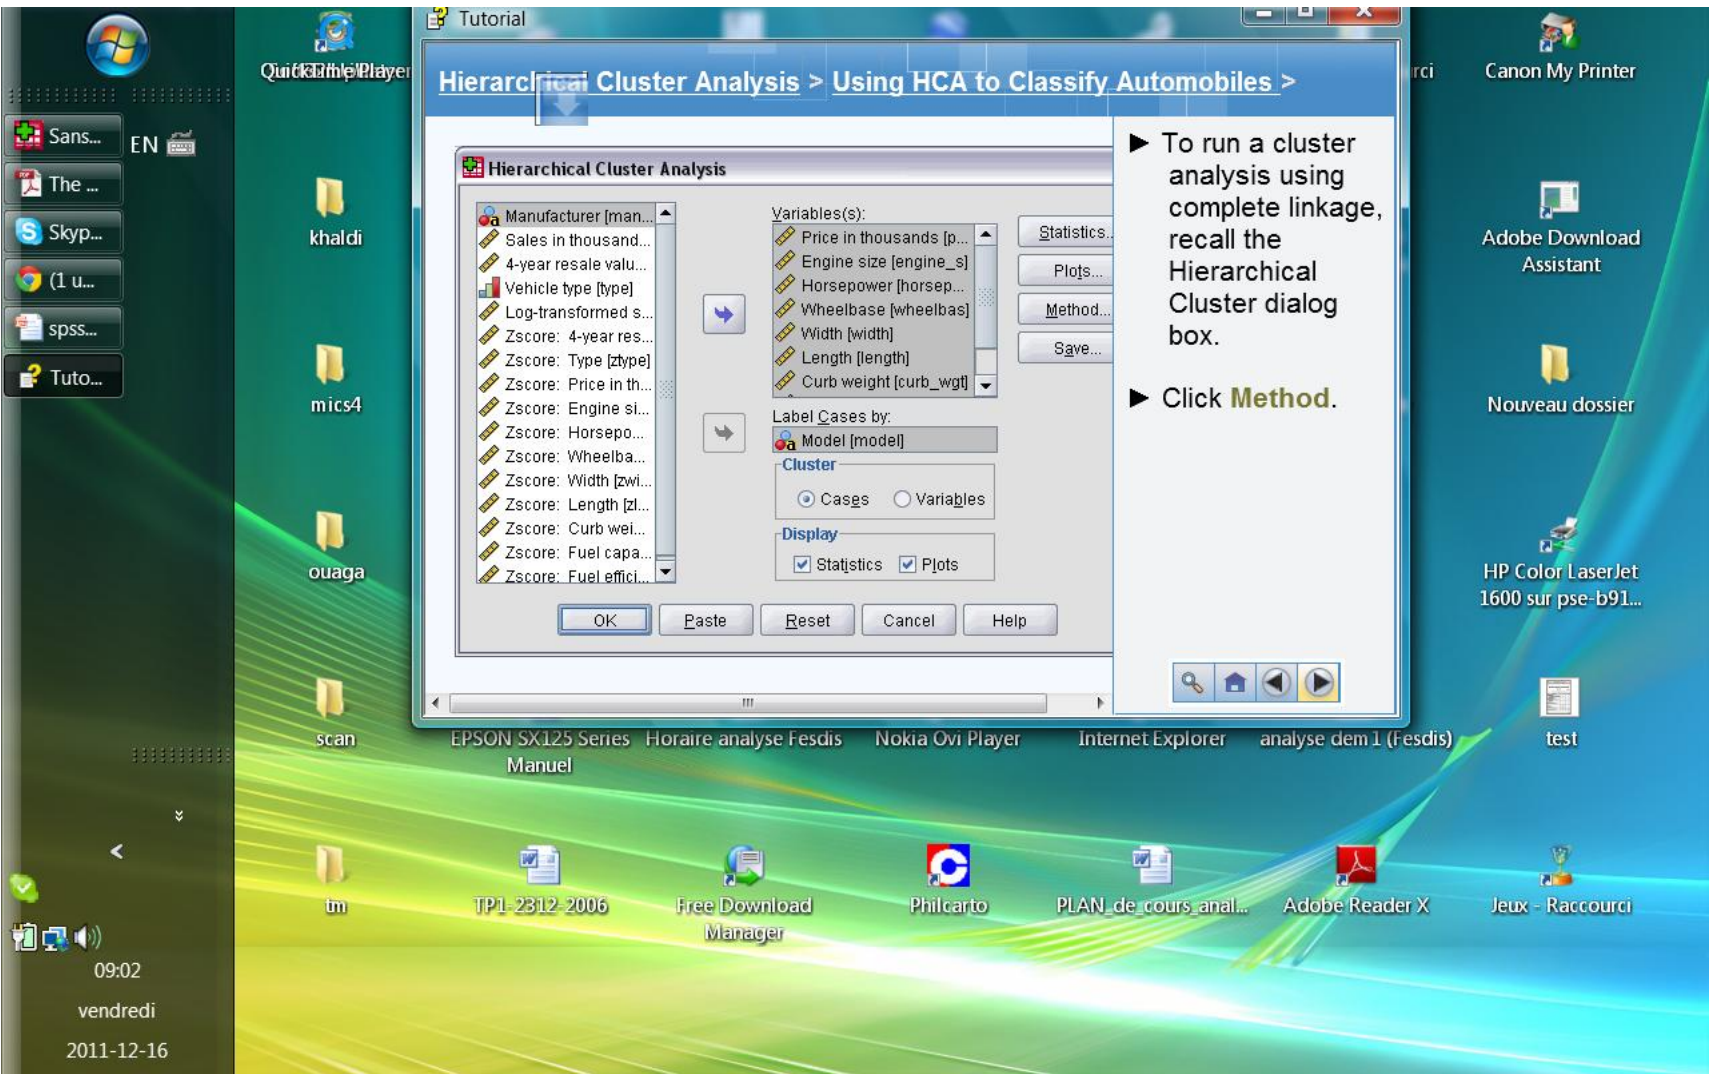 QuickTime Player
EN
Sans...
The ...
Skyp...
(1 u...
spss...
Tuto...
09:02
vendredi
2011-12-16
khaldi
mics4
ouaga
scan
tm
Tutorial
Hierarchical Cluster Analysis > Using HCA to Classify Automobiles >
Hierarchical Cluster Analysis
Manufacturer [man...
Sales in thousand...
4-year resale valu...
Vehicle type [type]
Log-transformed s...
Zscore: 4-year res...
Zscore: Type [ztype]
Zscore: Price in th...
Zscore: Engine si...
Zscore: Horsepo...
Zscore: Wheelba...
Zscore: Width [zwi...
Zscore: Length [zl...
Zscore: Curb wei...
Zscore: Fuel capa...
Zscore: Fuel effici...
Variables(s):
Price in thousands [p...
Engine size [engine_s]
Horsepower [horsep...
Wheelbase [wheelbas]
Width [width]
Length [length]
Curb weight [curb_wgt]
Label Cases by:
Model [model]
Cluster
Cases Variables
Display
Statistics Plots
Statistics..
Plots...
Method...
Save...
OK Paste Reset Cancel Help
► To run a cluster
analysis using
complete linkage,
recall the
Hierarchical
Cluster dialog
box.
► Click Method.
rci
Canon My Printer
Adobe Download
Assistant
Nouveau dossier
HP Color LaserJet
1600 sur pse-b91...
test
EPSON SX125 Series
Manuel
Horaire analyse Fesdis
Nokia Ovi Player
Internet Explorer
analyse dem 1 (Fesdis)
TP1-2312-2006
Free Download
Manager
Philcarto
PLAN_de_cours_anal...
Adobe Reader X
Jeux - Raccourci